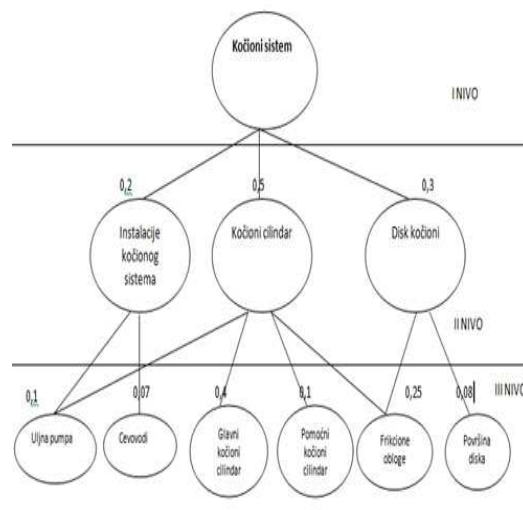 Kočioni sistem
I NIVO
0,2
0,5
0,3
Instalacije
kočionog
sistema
Kočioni cilindar
Disk kočioni
II NIVO
0,1
0,07
0,4
0,1
0,25
0,08
III NIVO
Uljna pumpa
Cevovodi
Glavni
kočioni
cilindar
Pomoćni
kočioni
cilindar
Frikcione
obloge
Površina
diska